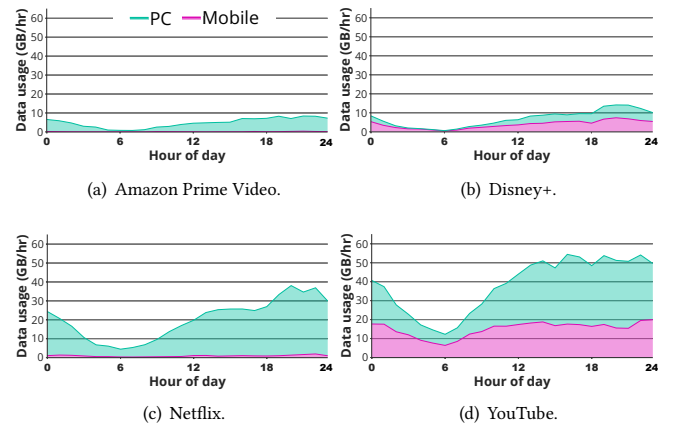 PC Mobile
Data usage (GB/hr)
60
50
40
30
20
10
0
0 6 12 18 24
Hour of day
(a) Amazon Prime Video.
Data usage (GB/hr)
60
50
40
30
20
10
0
0 6 12 18 24
Hour of day
(b) Disney+.
Data usage (GB/hr)
60
50
40
30
20
10
0
0 6 12 18 24
Hour of day
(c) Netflix.
Data usage (GB/hr)
60
50
40
30
20
10
0
0 6 12 18 24
Hour of day
(d) YouTube.